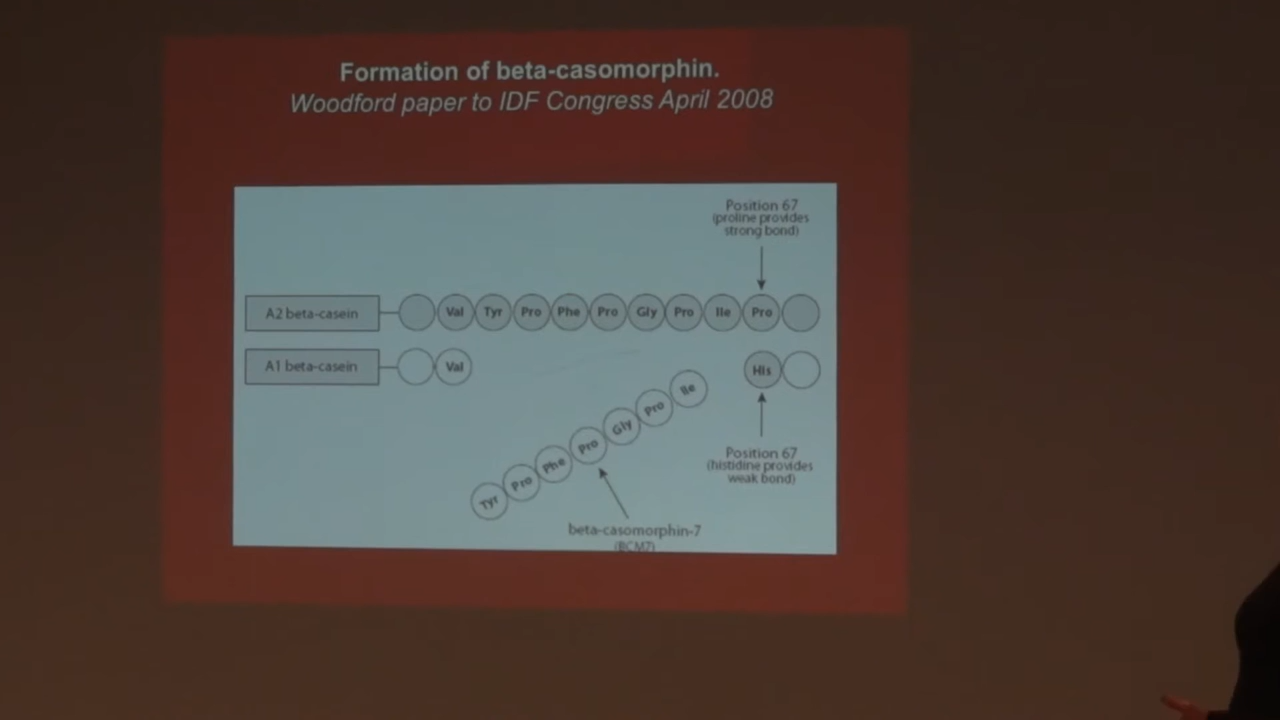 Formation of beta-casomorphin.
Woodford paper to IDF Congress April 2008
Position 67
(proline provides
strong bond)
A2 beta-casein
Val Tyr Pro Phe Pro Gly Pro Ile Pro
A1 beta-casein
Val
His
Tyr Pro Phe Pro Gly Pro Ile
Position 67
(histidine provides
weak bond)
beta-casomorphin-7
(BCM7)